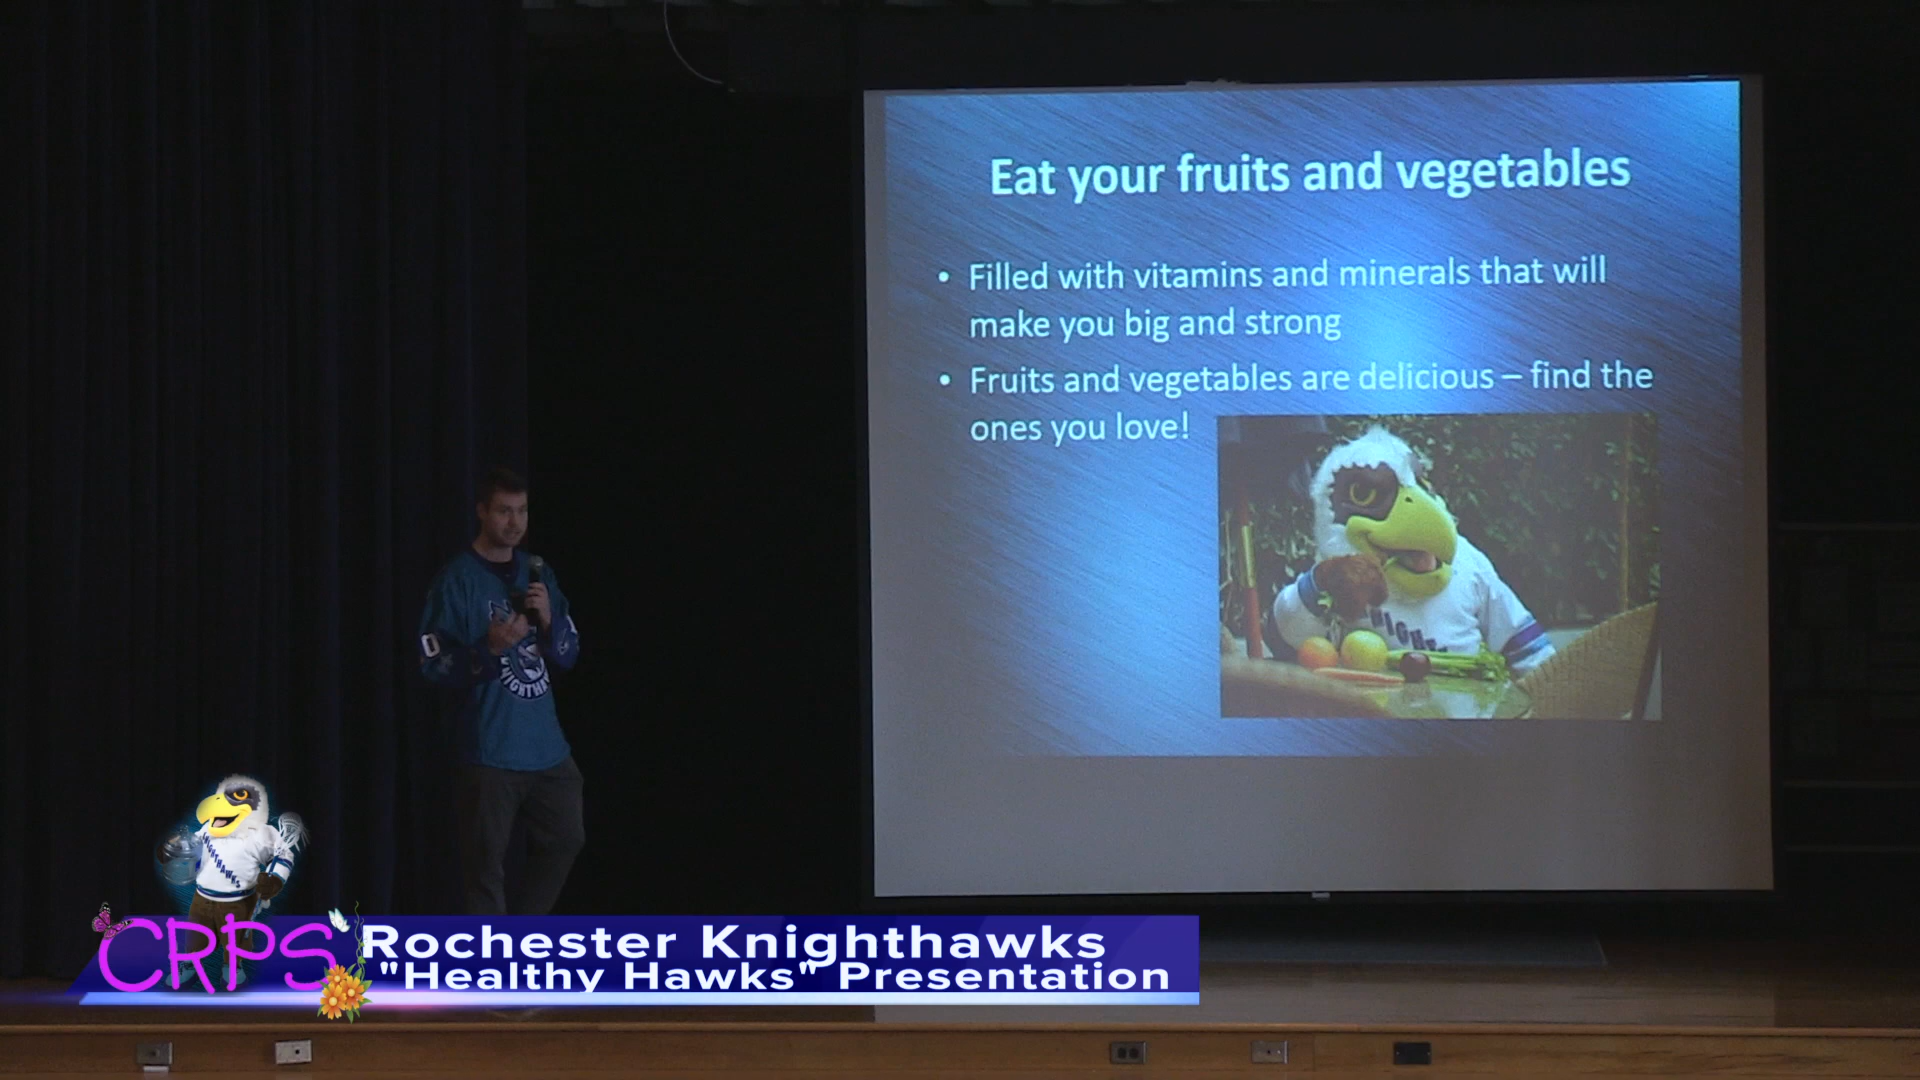 Eat your fruits and vegetables
• Filled with vitamins and minerals that will
make you big and strong
• Fruits and vegetables are delicious – find the
ones you love!
KNIGHTHAWKS
CRPS
Rochester Knighthawks
"Healthy Hawks" Presentation